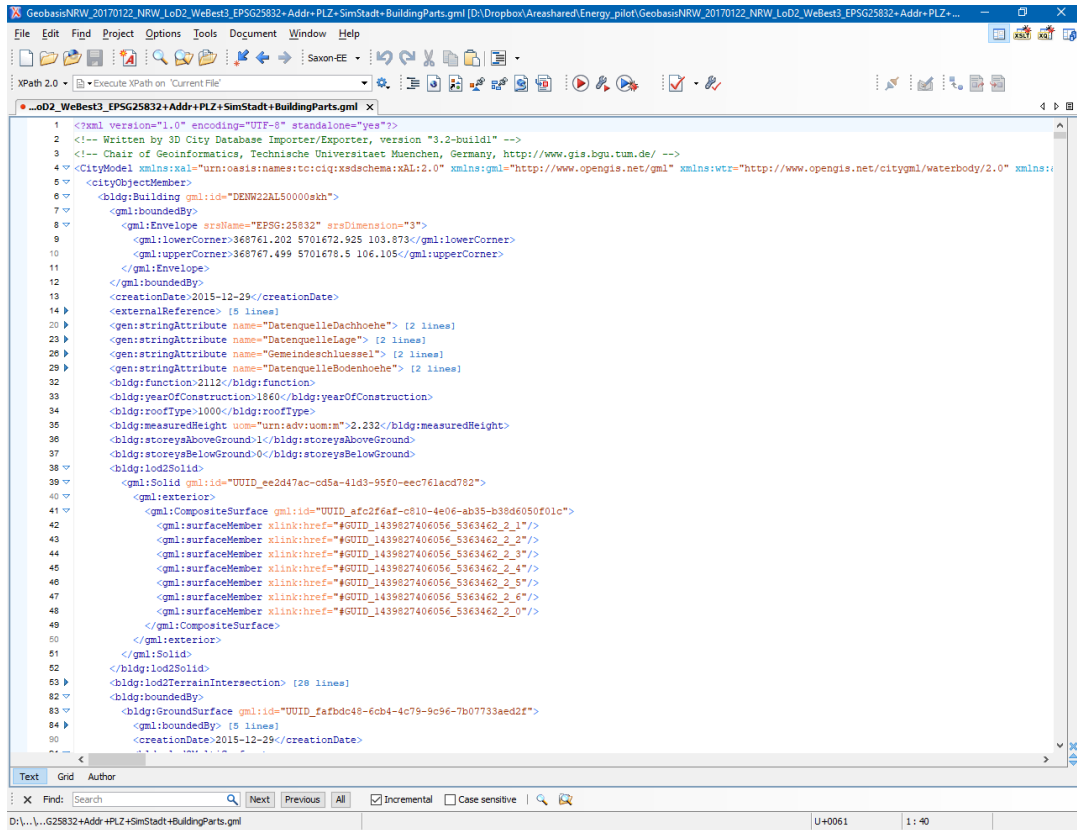 GeobasisNRW_20170122_NRW_LoD2_WeBest3_EPSG25832+Addr+PLZ+SimStadt+BuildingParts.gml [D:\Dropbox\Areashared\Energy_pilot\GeobasisNRW_20170122_NRW_LoD2_WeBest3_EPSG25832+Addr+PLZ+...
File Edit Find Project Options Tools Document Window Help
Saxon-EE
XPath 2.0 Execute XPath on 'Current File'
...oD2_WeBest3_EPSG25832+Addr+PLZ+SimStadt+BuildingParts.gml
1 <?xml version="1.0" encoding="UTF-8" standalone="yes"?>
2 <!-- Written by 3D City Database Importer/Exporter, version "3.2-build1" -->
3 <!-- Chair of Geoinformatics, Technische Universitaet Muenchen, Germany, http://www.gis.bgu.tum.de/ -->
4 <CityModel xmlns:xal="urn:oasis:names:tc:ciq:xsdschema:xAL:2.0" xmlns:gml="http://www.opengis.net/gml" xmlns:wtr="http://www.opengis.net/citygml/waterbody/2.0" xmlns:
5 <cityObjectMember>
6 <bldg:Building gml:id="DENW22AL50000skh">
7 <gml:boundedBy>
8 <gml:Envelope srsName="EPSG:25832" srsDimension="3">
9 <gml:lowerCorner>368761.202 5701672.925 103.873</gml:lowerCorner>
10 <gml:upperCorner>368767.499 5701678.5 106.105</gml:upperCorner>
11 </gml:Envelope>
12 </gml:boundedBy>
13 <creationDate>2015-12-29</creationDate>
14 <externalReference> [5 lines]
20 <gen:stringAttribute name="DatenquelleDachhoehe"> [2 lines]
23 <gen:stringAttribute name="DatenquelleLage"> [2 lines]
26 <gen:stringAttribute name="Gemeindeschluessel"> [2 lines]
29 <gen:stringAttribute name="DatenquelleBodenhoehe"> [2 lines]
32 <bldg:function>2112</bldg:function>
33 <bldg:yearOfConstruction>1860</bldg:yearOfConstruction>
34 <bldg:roofType>1000</bldg:roofType>
35 <bldg:measuredHeight uom="urn:adv:uom:m">2.232</bldg:measuredHeight>
36 <bldg:storeysAboveGround>1</bldg:storeysAboveGround>
37 <bldg:storeysBelowGround>0</bldg:storeysBelowGround>
38 <bldg:lod2Solid>
39 <gml:Solid gml:id="UUID_ee2d47ac-cd5a-41d3-95f0-eec761acd782">
40 <gml:exterior>
41 <gml:CompositeSurface gml:id="UUID_afc2f6af-c810-4e06-ab35-b38d6050f01c">
42 <gml:surfaceMember xlink:href="#GUID_1439827406056_5363462_2_1"/>
43 <gml:surfaceMember xlink:href="#GUID_1439827406056_5363462_2_2"/>
44 <gml:surfaceMember xlink:href="#GUID_1439827406056_5363462_2_3"/>
45 <gml:surfaceMember xlink:href="#GUID_1439827406056_5363462_2_4"/>
46 <gml:surfaceMember xlink:href="#GUID_1439827406056_5363462_2_5"/>
47 <gml:surfaceMember xlink:href="#GUID_1439827406056_5363462_2_6"/>
48 <gml:surfaceMember xlink:href="#GUID_1439827406056_5363462_2_0"/>
49 </gml:CompositeSurface>
50 </gml:exterior>
51 </gml:Solid>
52 </bldg:lod2Solid>
53 <bldg:lod2TerrainIntersection> [28 lines]
82 <bldg:boundedBy>
83 <bldg:GroundSurface gml:id="UUID_fafbdc48-6cb4-4c79-9c96-7b07733aed2f">
84 <gml:boundedBy> [5 lines]
90 <creationDate>2015-12-29</creationDate>
Text Grid Author
Find: Search Next Previous All Incremental Case sensitive
D:\...\...G25832+Addr+PLZ+SimStadt+BuildingParts.gml U+0061 1:40